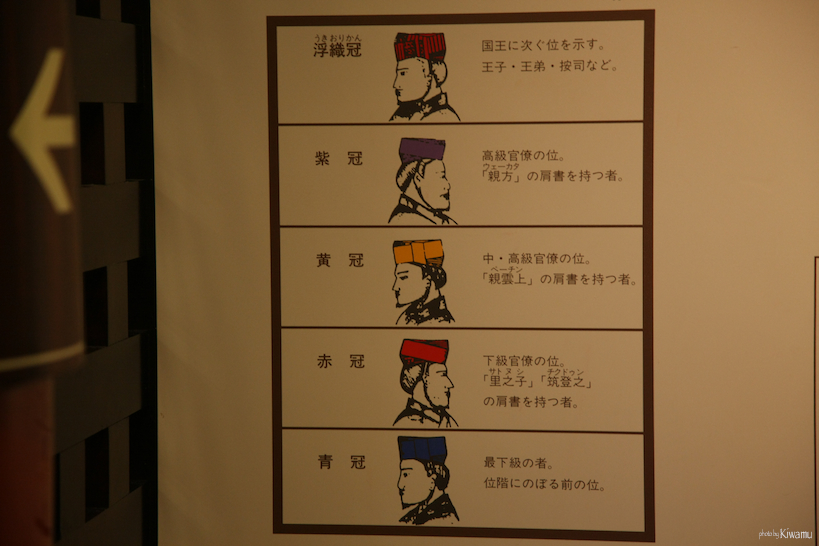 うきおりかん
浮織冠
国王に次ぐ位を示す。
王子・王弟・按司など。
紫 冠
高級官僚の位。
ウェーカタ
「親方」の肩書を持つ者。
黄 冠
中・高級官僚の位。
ペーチン
「親雲上」の肩書を持つ者。
赤 冠
下級官僚の位。
サトヌシ チクドゥン
「里之子」「筑登之」
の肩書を持つ者。
青 冠
最下級の者。
位階にのぼる前の位。
photo by Kiwamu